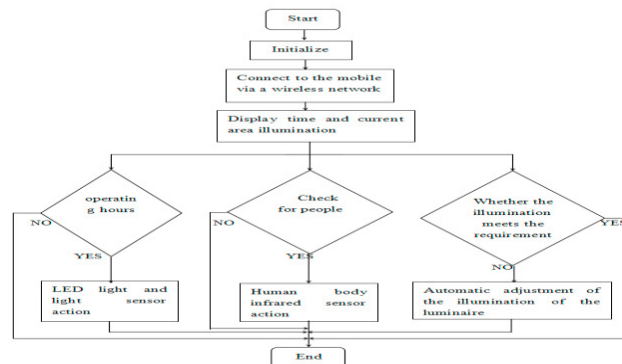 Start
Initialize
Connect to the mobile
via a wireless network
Display time and current
area illumination
operatin
g hours
NO
YES
LED light and
light sensor
action
Check
for people
NO
YES
Human body
infrared sensor
action
Whether the
illumination
meets the
requirement
YES
NO
Automatic adjustment of
the illumination of the
luminaire
End